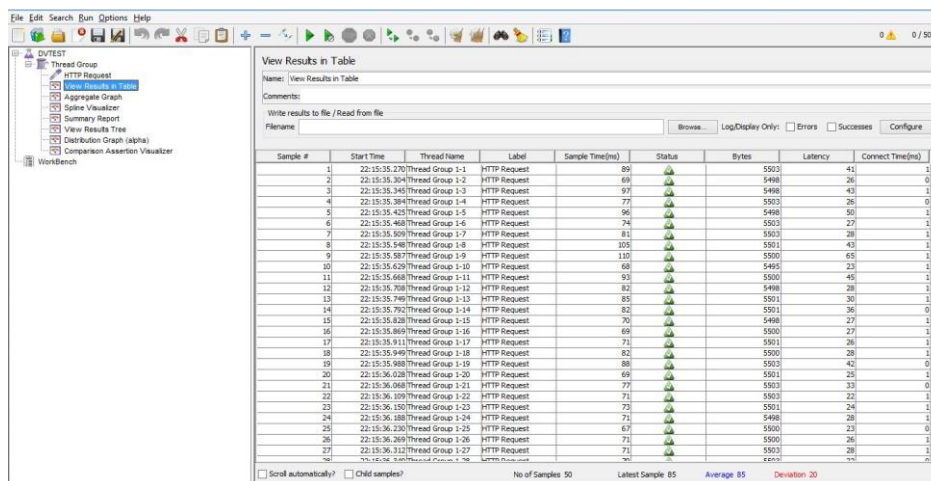 File Edit Search Run Options Help
0 0 / 50
DVTEST
Thread Group
HTTP Request
View Results in Table
Aggregate Graph
Spline Visualizer
Summary Report
View Results Tree
Distribution Graph (alpha)
Comparison Assertion Visualizer
WorkBench
View Results in Table
Name: View Results in Table
Comments:
Write results to file / Read from file
Filename Browse... Log/Display Only: Errors Successes Configure
Sample # Start Time Thread Name Label Sample Time(ms) Status Bytes Latency Connect Time(ms)
1 22:15:35.270 Thread Group 1-1 HTTP Request 89 5503 41 1
2 22:15:35.304 Thread Group 1-2 HTTP Request 69 5498 26 0
3 22:15:35.345 Thread Group 1-3 HTTP Request 97 5498 43 1
4 22:15:35.384 Thread Group 1-4 HTTP Request 77 5503 26 0
5 22:15:35.425 Thread Group 1-5 HTTP Request 96 5498 50 1
6 22:15:35.468 Thread Group 1-6 HTTP Request 74 5503 27 1
7 22:15:35.509 Thread Group 1-7 HTTP Request 81 5503 28 1
8 22:15:35.548 Thread Group 1-8 HTTP Request 105 5501 43 1
9 22:15:35.587 Thread Group 1-9 HTTP Request 110 5500 65 1
10 22:15:35.629 Thread Group 1-10 HTTP Request 68 5495 23 1
11 22:15:35.668 Thread Group 1-11 HTTP Request 93 5500 45 1
12 22:15:35.708 Thread Group 1-12 HTTP Request 82 5498 28 1
13 22:15:35.749 Thread Group 1-13 HTTP Request 85 5501 30 1
14 22:15:35.792 Thread Group 1-14 HTTP Request 82 5501 36 0
15 22:15:35.828 Thread Group 1-15 HTTP Request 70 5498 27 1
16 22:15:35.869 Thread Group 1-16 HTTP Request 69 5500 27 1
17 22:15:35.911 Thread Group 1-17 HTTP Request 71 5501 26 1
18 22:15:35.949 Thread Group 1-18 HTTP Request 82 5500 28 1
19 22:15:35.988 Thread Group 1-19 HTTP Request 88 5503 42 0
20 22:15:36.028 Thread Group 1-20 HTTP Request 69 5501 25 1
21 22:15:36.068 Thread Group 1-21 HTTP Request 77 5503 33 0
22 22:15:36.109 Thread Group 1-22 HTTP Request 71 5503 22 1
23 22:15:36.150 Thread Group 1-23 HTTP Request 73 5501 24 1
24 22:15:36.188 Thread Group 1-24 HTTP Request 71 5498 28 1
25 22:15:36.230 Thread Group 1-25 HTTP Request 67 5500 23 0
26 22:15:36.269 Thread Group 1-26 HTTP Request 71 5500 26 1
27 22:15:36.312 Thread Group 1-27 HTTP Request 71 5503 28 1
Scroll automatically? Child samples? No of Samples 50 Latest Sample 85 Average 85 Deviation 20